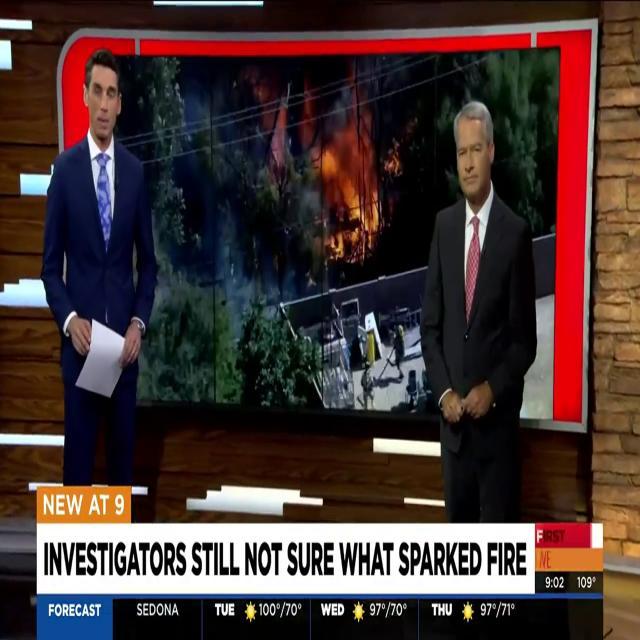 NEW AT 9
INVESTIGATORS STILL NOT SURE WHAT SPARKED FIRE
FIRST
9:02 109°
FORECAST SEDONA TUE 100°/70° WED 97°/70° THU 97°/71°